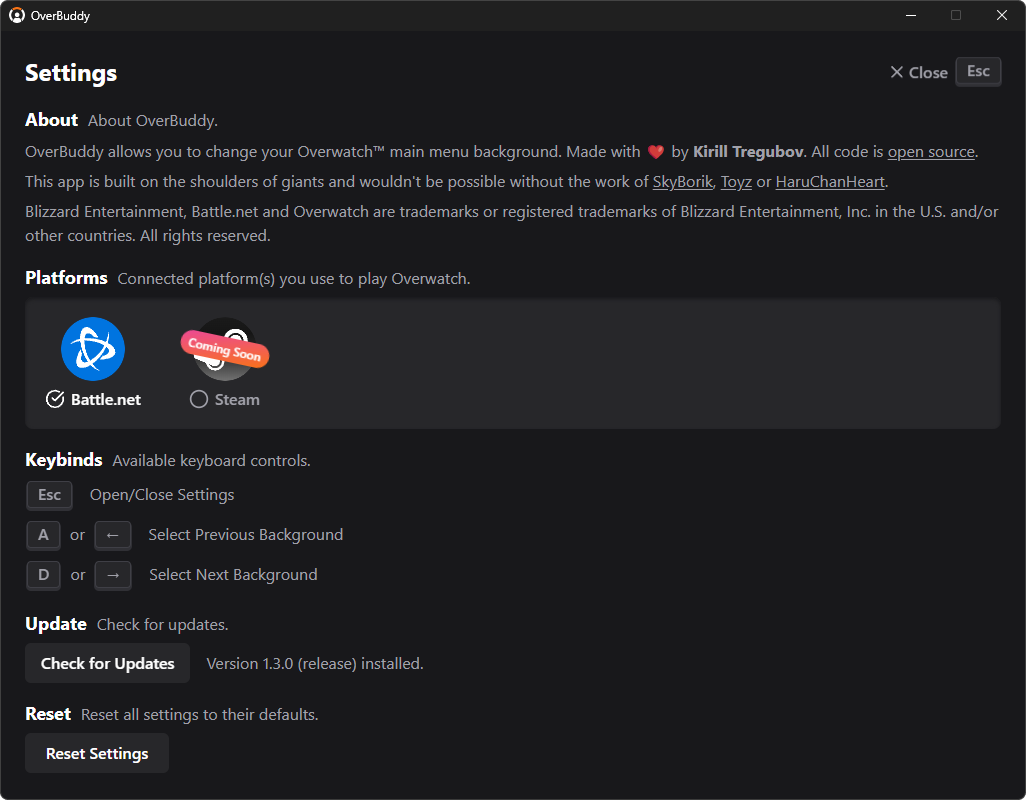 OverBuddy
Settings
Close Esc
About About OverBuddy.
OverBuddy allows you to change your Overwatch™ main menu background. Made with ❤️ by Kirill Tregubov. All code is open source.
This app is built on the shoulders of giants and wouldn't be possible without the work of SkyBorik, Toyz or HaruChanHeart.
Blizzard Entertainment, Battle.net and Overwatch are trademarks or registered trademarks of Blizzard Entertainment, Inc. in the U.S. and/or
other countries. All rights reserved.
Platforms Connected platform(s) you use to play Overwatch.
Coming Soon
Battle.net Steam
Keybinds Available keyboard controls.
Esc Open/Close Settings
A or ← Select Previous Background
D or → Select Next Background
Update Check for updates.
Check for Updates Version 1.3.0 (release) installed.
Reset Reset all settings to their defaults.
Reset Settings